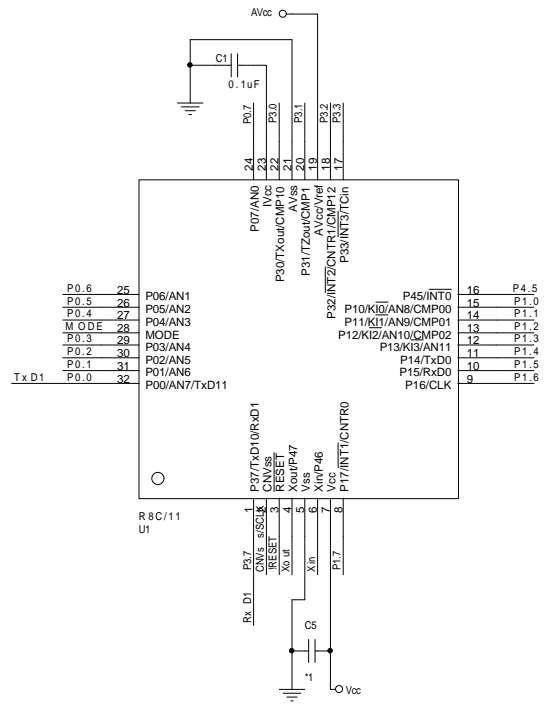 AVcc
C1
0.1uF
P0.7
P3.0
P3.1
P3.2
P3.3
24
23
22
21
20
19
18
17
P07/AN0
IVcc
P30/TXout/CMP10
AVss
P31/TZout/CMP1
AVcc/Vref
P32/INT2/CNTR1/CMP12
P33/INT3/TCin
P0.6 25 P06/AN1
P0.5 26 P05/AN2
P0.4 27 P04/AN3
MODE 28 MODE
P0.3 29 P03/AN4
P0.2 30 P02/AN5
P0.1 31 P01/AN6
TxD1 P0.0 32 P00/AN7/TxD11
P45/INT0 16 P4.5
P10/KI0/AN8/CMP00 15 P1.0
P11/KI1/AN9/CMP01 14 P1.1
P12/KI2/AN10/CMP02 13 P1.2
P13/KI3/AN11 12 P1.3
P14/TxD0 11 P1.4
P15/RxD0 10 P1.5
P16/CLK 9 P1.6
P37/TxD10/RxD1
CNVss
RESET
Xout/P47
Vss
Xin/P46
Vcc
P17/INT1/CNTR0
R8C/11
U1
1
2
3
4
5
6
7
8
P3.7
CNVss/SCLK
!RESET
Xout
Xin
P1.7
RxD1
C5
*1
Vcc